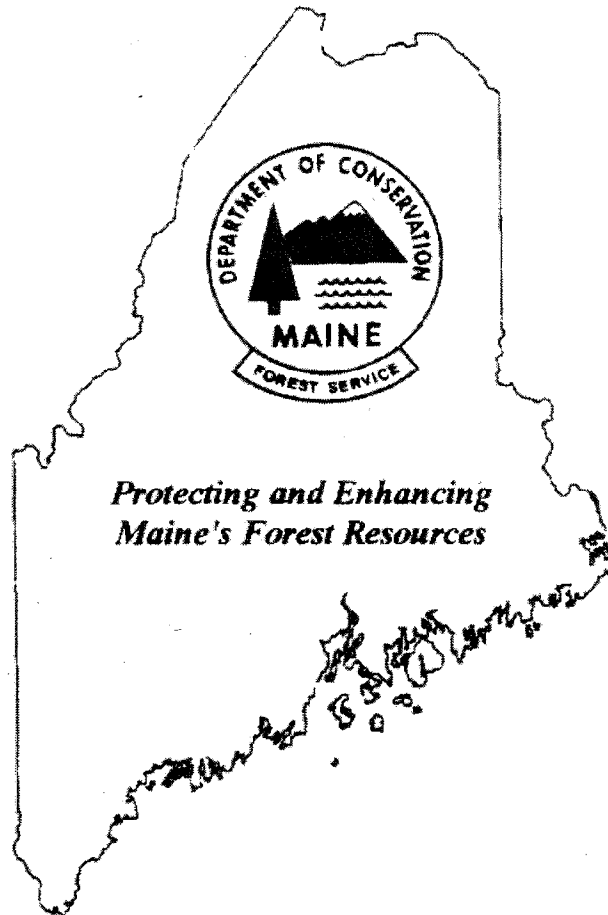 DEPARTMENT OF CONSERVATION
MAINE
FOREST SERVICE
Protecting and Enhancing
Maine's Forest Resources